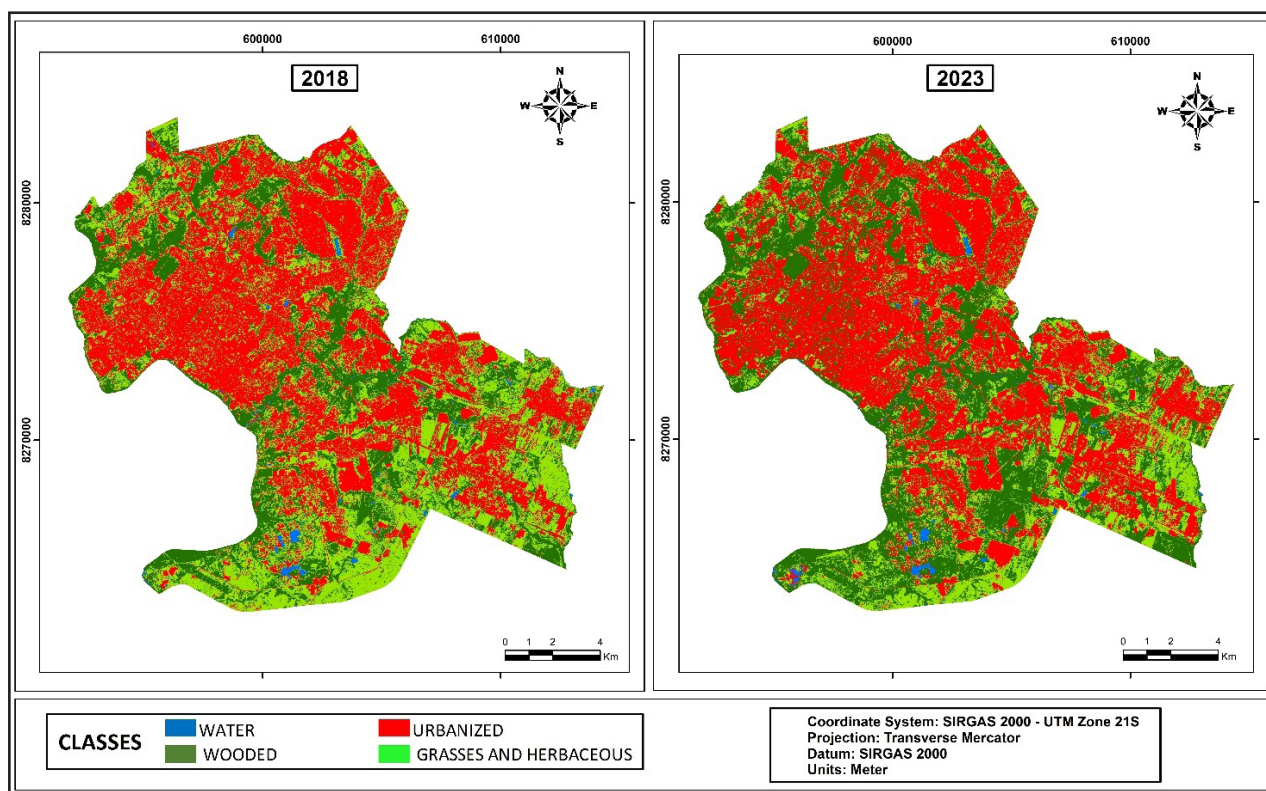 600000 610000
2018
N
W E
S
8280000
8270000
0 1 2 4
Km
600000 610000
2023
N
W E
S
8280000
8270000
0 1 2 4
Km
CLASSES
WATER
URBANIZED
WOODED
GRASSES AND HERBACEOUS
Coordinate System: SIRGAS 2000 - UTM Zone 21S
Projection: Transverse Mercator
Datum: SIRGAS 2000
Units: Meter